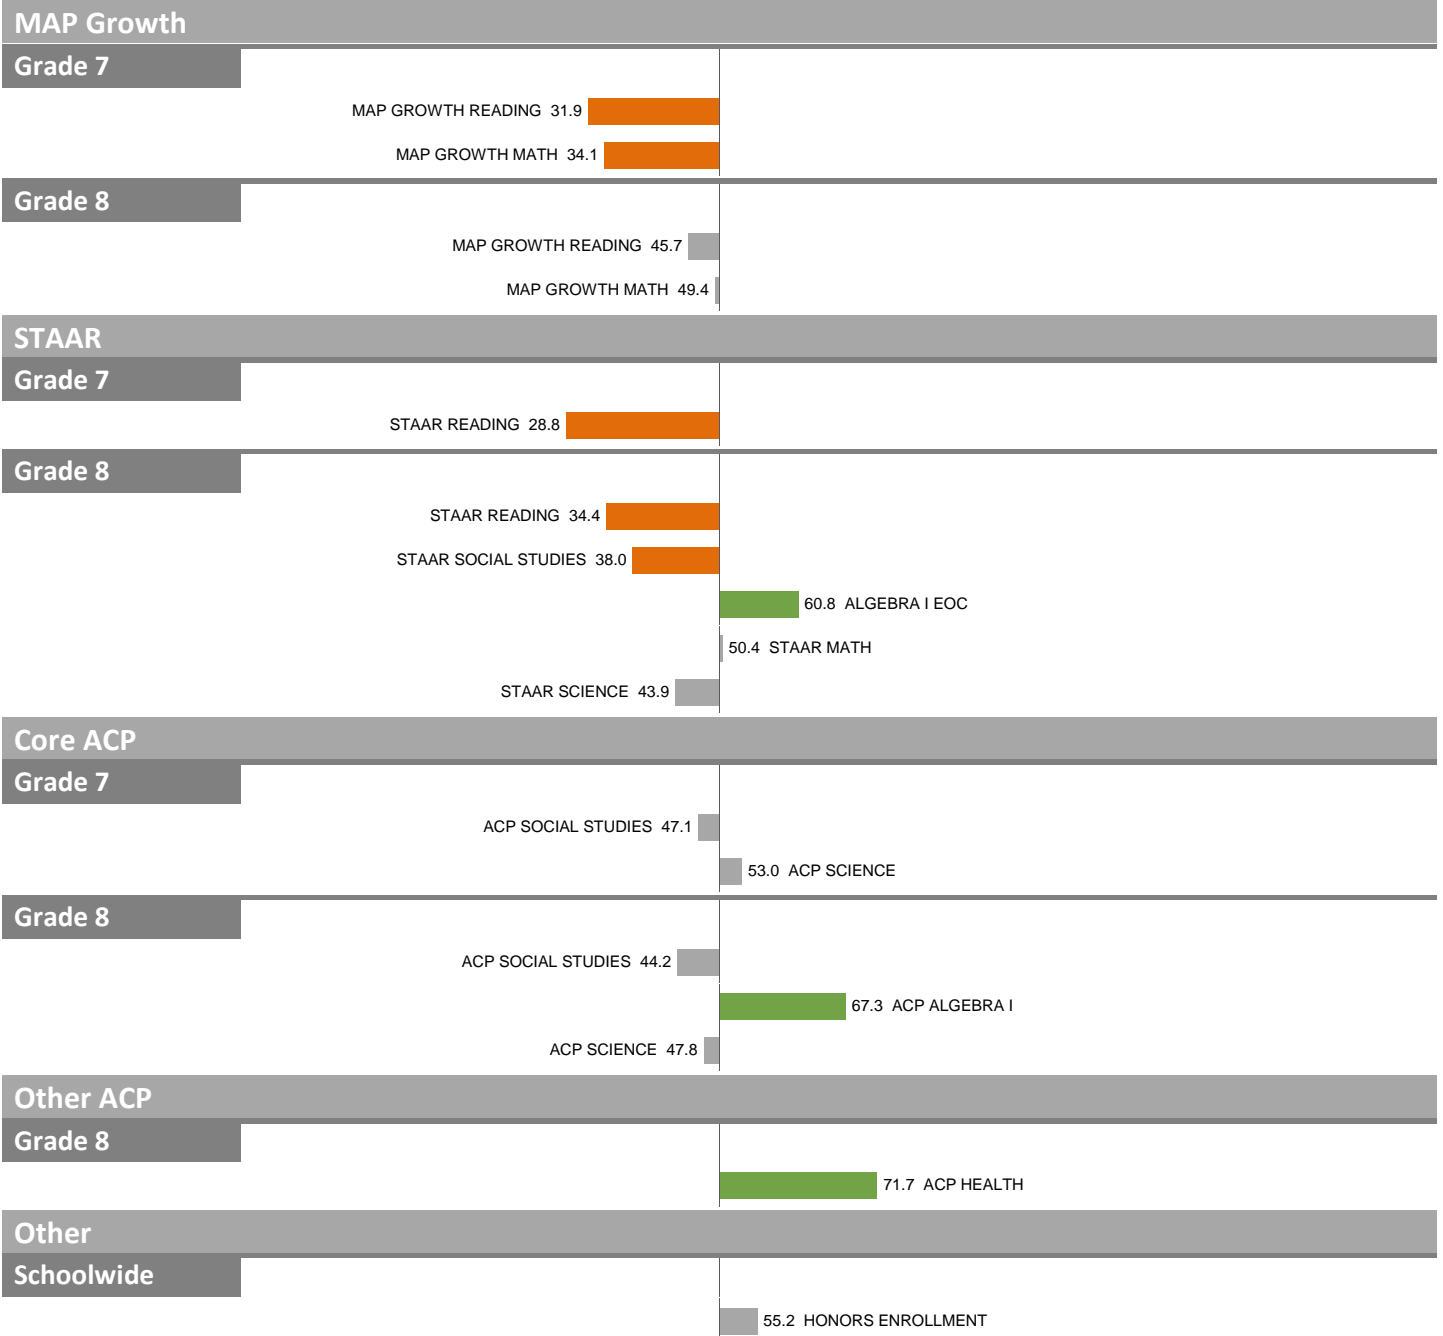 MAP Growth
Grade 7
MAP GROWTH READING 31.9
MAP GROWTH MATH 34.1
Grade 8
MAP GROWTH READING 45.7
MAP GROWTH MATH 49.4
STAAR
Grade 7
STAAR READING 28.8
Grade 8
STAAR READING 34.4
STAAR SOCIAL STUDIES 38.0
60.8 ALGEBRA I EOC
50.4 STAAR MATH
STAAR SCIENCE 43.9
Core ACP
Grade 7
ACP SOCIAL STUDIES 47.1
53.0 ACP SCIENCE
Grade 8
ACP SOCIAL STUDIES 44.2
67.3 ACP ALGEBRA I
ACP SCIENCE 47.8
Other ACP
Grade 8
71.7 ACP HEALTH
Other
Schoolwide
55.2 HONORS ENROLLMENT